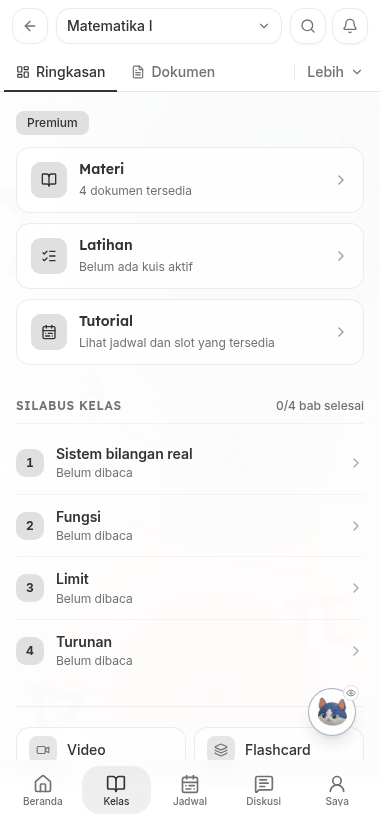 Matematika I
Ringkasan
Dokumen
Lebih
Premium
Materi
4 dokumen tersedia
Latihan
Belum ada kuis aktif
Tutorial
Lihat jadwal dan slot yang tersedia
SILABUS KELAS
0/4 bab selesai
1
Sistem bilangan real
Belum dibaca
2
Fungsi
Belum dibaca
3
Limit
Belum dibaca
4
Turunan
Belum dibaca
Video
Flashcard
Beranda
Kelas
Jadwal
Diskusi
Saya